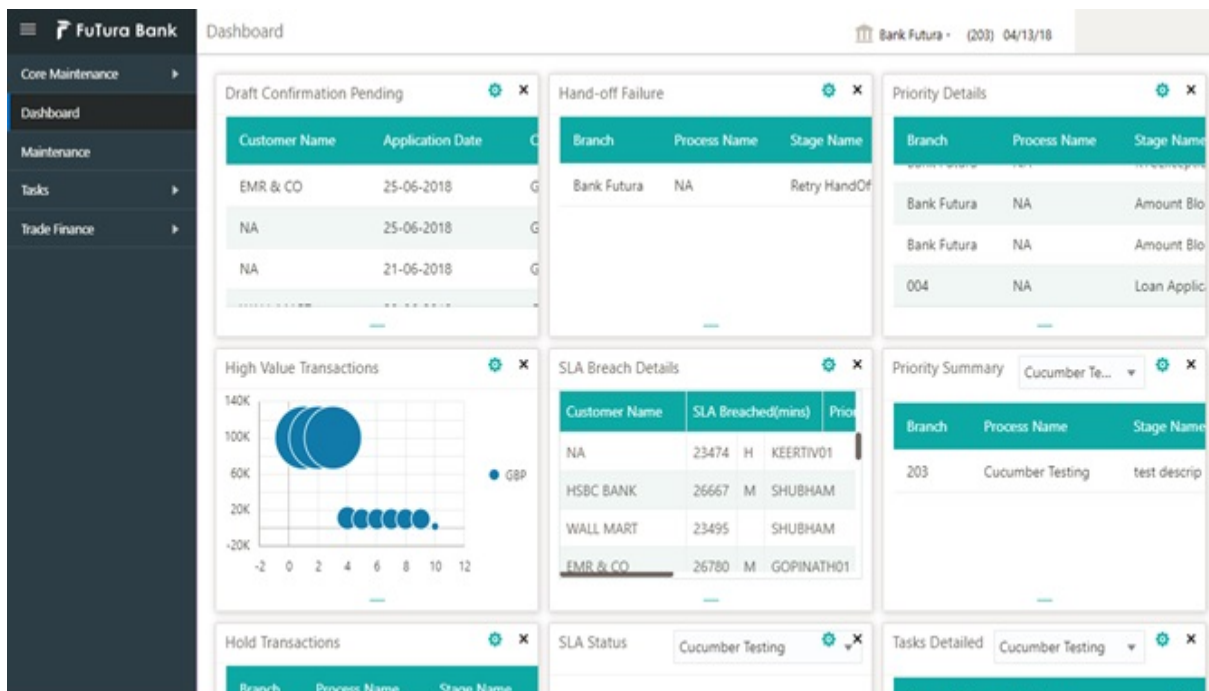 FuTura Bank
Dashboard
Bank Futura - (203) 04/13/18
Core Maintenance
Dashboard
Maintenance
Tasks
Trade Finance
Draft Confirmation Pending
Customer Name Application Date C
EMR & CO 25-06-2018 G
NA 25-06-2018 G
NA 21-06-2018 G
Hand-off Failure
Branch Process Name Stage Name
Bank Futura NA Retry HandOf
Priority Details
Branch Process Name Stage Name
Bank Futura NA Amount Blo
Bank Futura NA Amount Blo
004 NA Loan Applic
High Value Transactions
140K
100K
60K
20K
-20K
-2 0 2 4 6 8 10 12
GBP
SLA Breach Details
Customer Name SLA Breached(mins) Prior
NA 23474 H KEERTIV01
HSBC BANK 26667 M SHUBHAM
WALL MART 23495 SHUBHAM
EMR & CO 26780 M GOPINATH01
Priority Summary Cucumber Te...
Branch Process Name Stage Name
203 Cucumber Testing test descrip
Hold Transactions
Branch Process Name Stage Name
SLA Status Cucumber Testing
Tasks Detailed Cucumber Testing